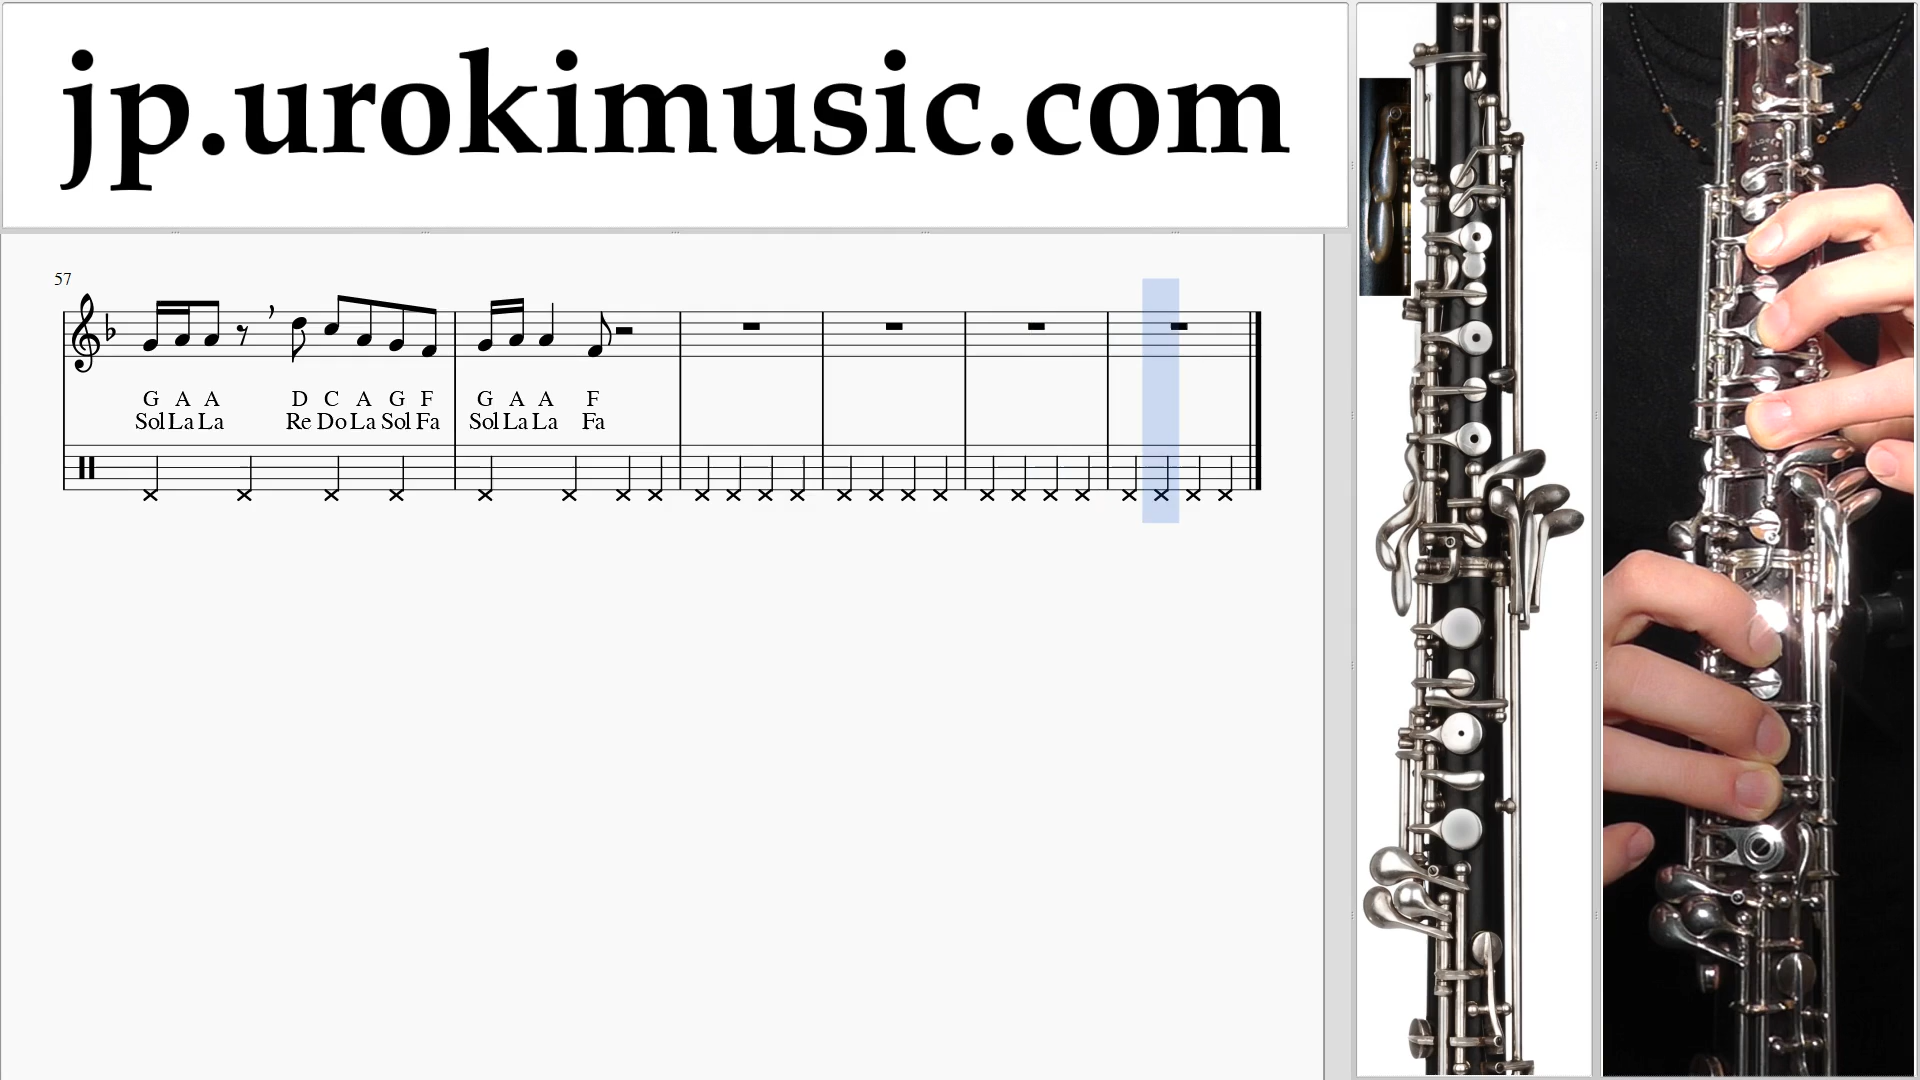 jp.urokimusic.com
57
G A A D C A G F G A A F
Sol La La Re Do La Sol Fa Sol La La Fa